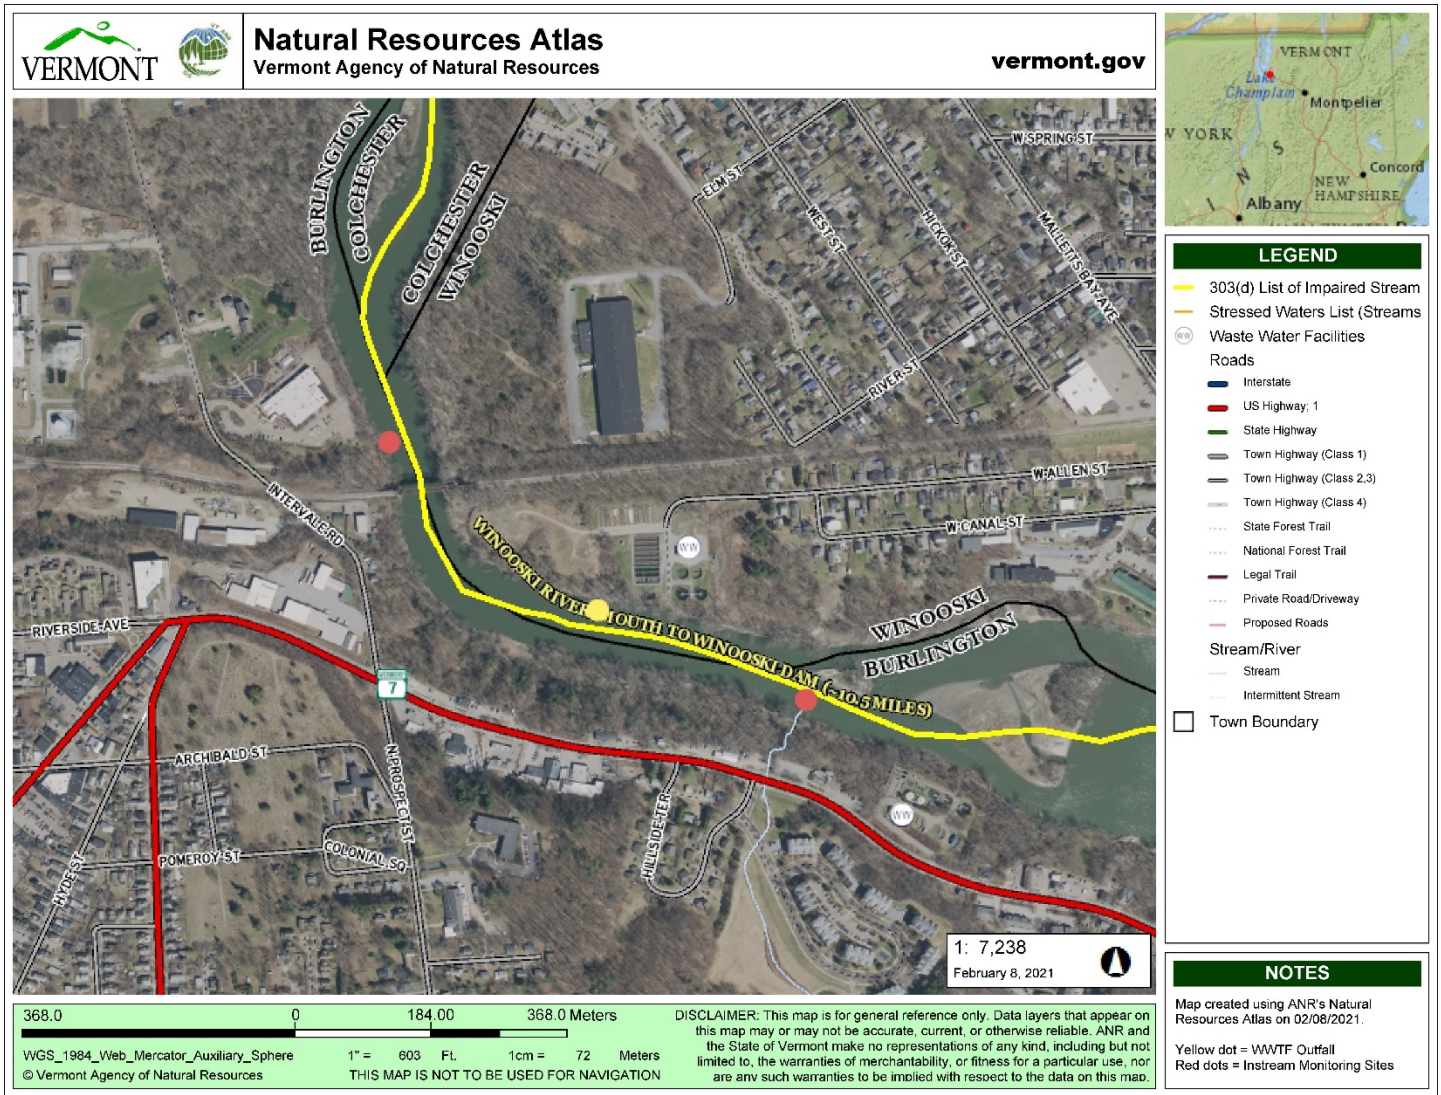 VERMONT
Natural Resources Atlas
Vermont Agency of Natural Resources
vermont.gov
VERMONT
Lake
Champlain
Montpelier
W YORK
Concord
NEW
HAMPSHIRE
Albany
BURLINGTON
COLCHESTER
COLCHESTER
WINOOSKI
W SPRING ST
ELM ST
WEST ST
HICKOK ST
MALLETTS BAY AVE
RIVER ST
W ALLEN ST
W CANAL ST
INTERVALE RD
WW
WINOOSKI RIVER, MOUTH TO WINOOSKI DAM (~10.5 MILES)
WINOOSKI
BURLINGTON
RIVERSIDE AVE
VERMONT
7
ARCHIBALD ST
N PROSPECT ST
HILLSIDE TER
WW
POMEROY ST
COLONIAL SQ
HYDE ST
1: 7,238
February 8, 2021
LEGEND
303(d) List of Impaired Stream
Stressed Waters List (Streams
WW Waste Water Facilities
Roads
Interstate
US Highway; 1
State Highway
Town Highway (Class 1)
Town Highway (Class 2,3)
Town Highway (Class 4)
State Forest Trail
National Forest Trail
Legal Trail
Private Road/Driveway
Proposed Roads
Stream/River
Stream
Intermittent Stream
Town Boundary
NOTES
Map created using ANR's Natural
Resources Atlas on 02/08/2021.
Yellow dot = WWTF Outfall
Red dots = Instream Monitoring Sites
368.0 0 184.00 368.0 Meters
WGS_1984_Web_Mercator_Auxiliary_Sphere 1" = 603 Ft. 1cm = 72 Meters
© Vermont Agency of Natural Resources THIS MAP IS NOT TO BE USED FOR NAVIGATION
DISCLAIMER: This map is for general reference only. Data layers that appear on
this map may or may not be accurate, current, or otherwise reliable. ANR and
the State of Vermont make no representations of any kind, including but not
limited to, the warranties of merchantability, or fitness for a particular use, nor
are any such warranties to be implied with respect to the data on this map.